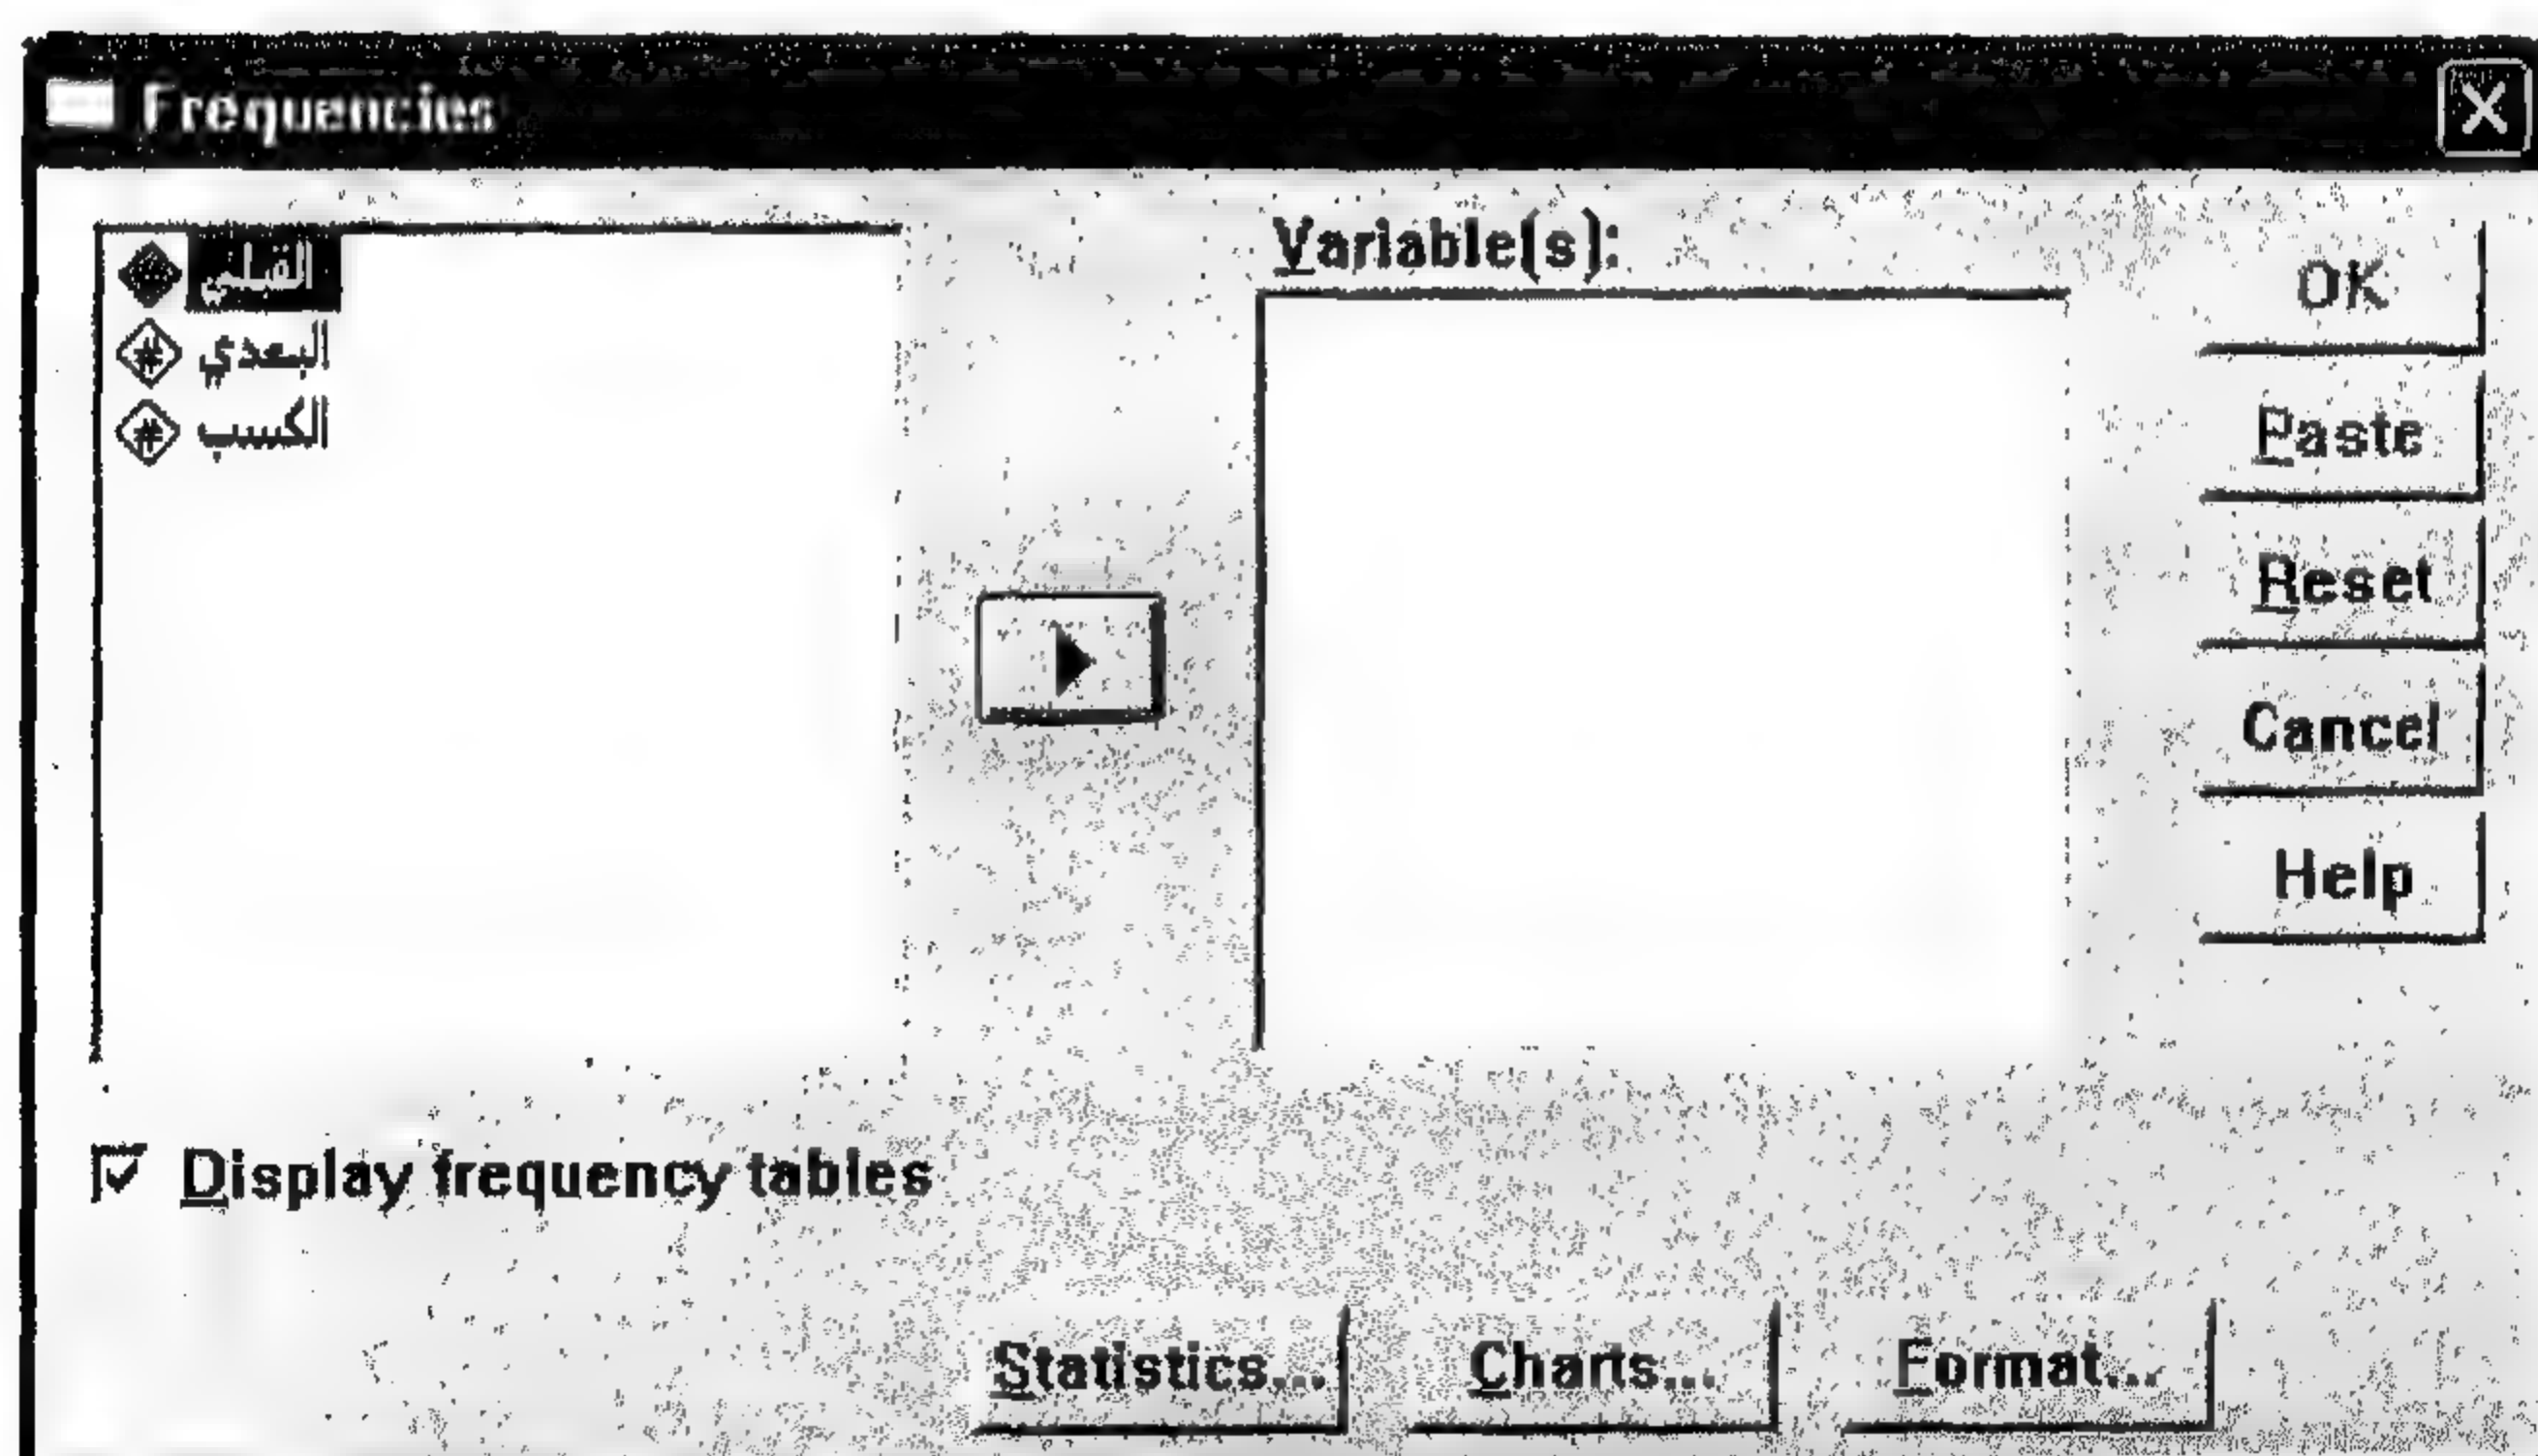 Frequencies
القبلي
البعدي
الكسب
Variable(s):
OK
Paste
Reset
Cancel
Help
Display frequency tables
Statistics...
Charts...
Format...